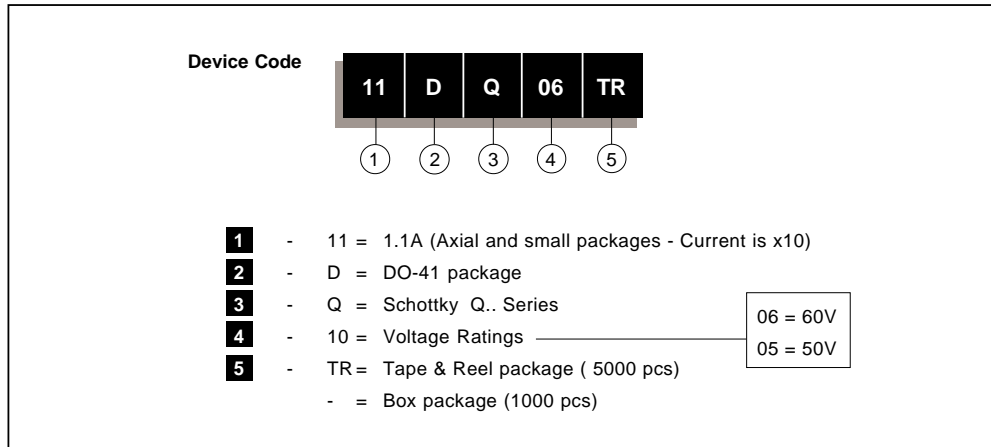 Device Code
11 D Q 06 TR
1 2 3 4 5
1 - 11 = 1.1A (Axial and small packages - Current is x10)
2 - D = DO-41 package
3 - Q = Schottky Q.. Series
4 - 10 = Voltage Ratings
06 = 60V
05 = 50V
5 - TR = Tape & Reel package ( 5000 pcs)
- = Box package (1000 pcs)